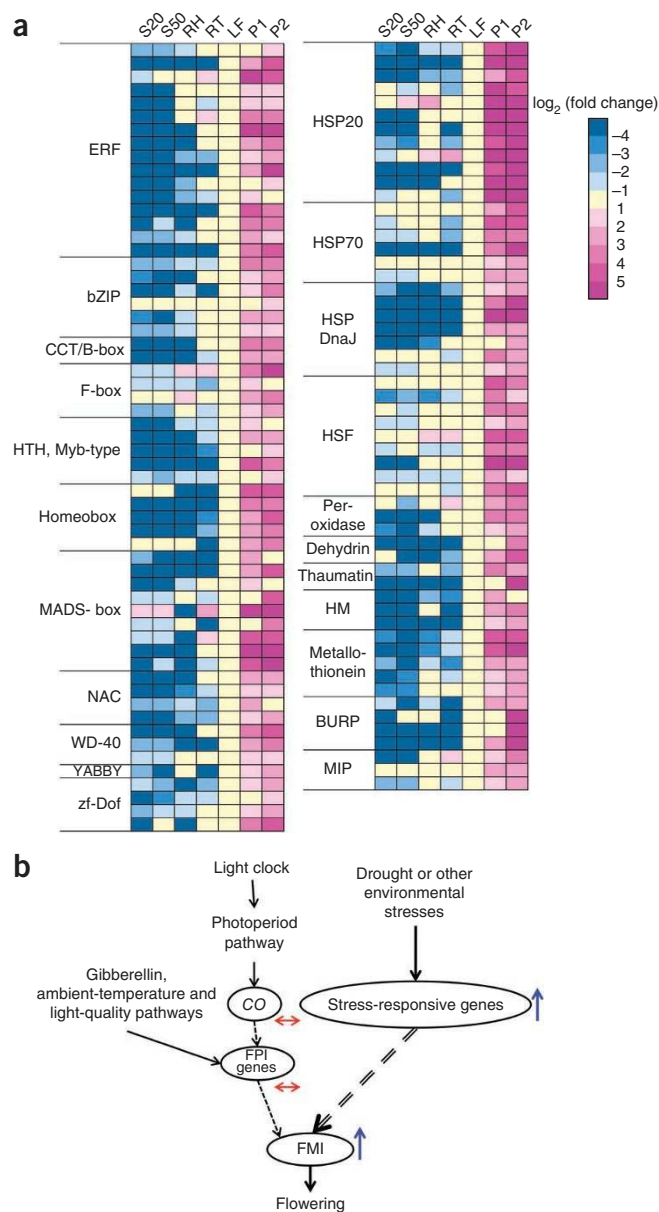 a
S20 S50 RH RT LF P1 P2
ERF
bZIP
CCT/B-box
F-box
HTH, Myb-type
Homeobox
MADS- box
NAC
WD-40
YABBY
zf-Dof
S20 S50 RH RT LF P1 P2
HSP20
HSP70
HSP
DnaJ
HSF
Per-
oxidase
Dehydrin
Thaumatin
HM
Metallo-
thionein
BURP
MIP
log2 (fold change)
–4
–3
–2
–1
1
2
3
4
5
b
Light clock
Photoperiod
pathway
Gibberellin,
ambient-temperature and
light-quality pathways
CO
FPI
genes
Drought or other
environmental
stresses
Stress-responsive genes
FMI
Flowering